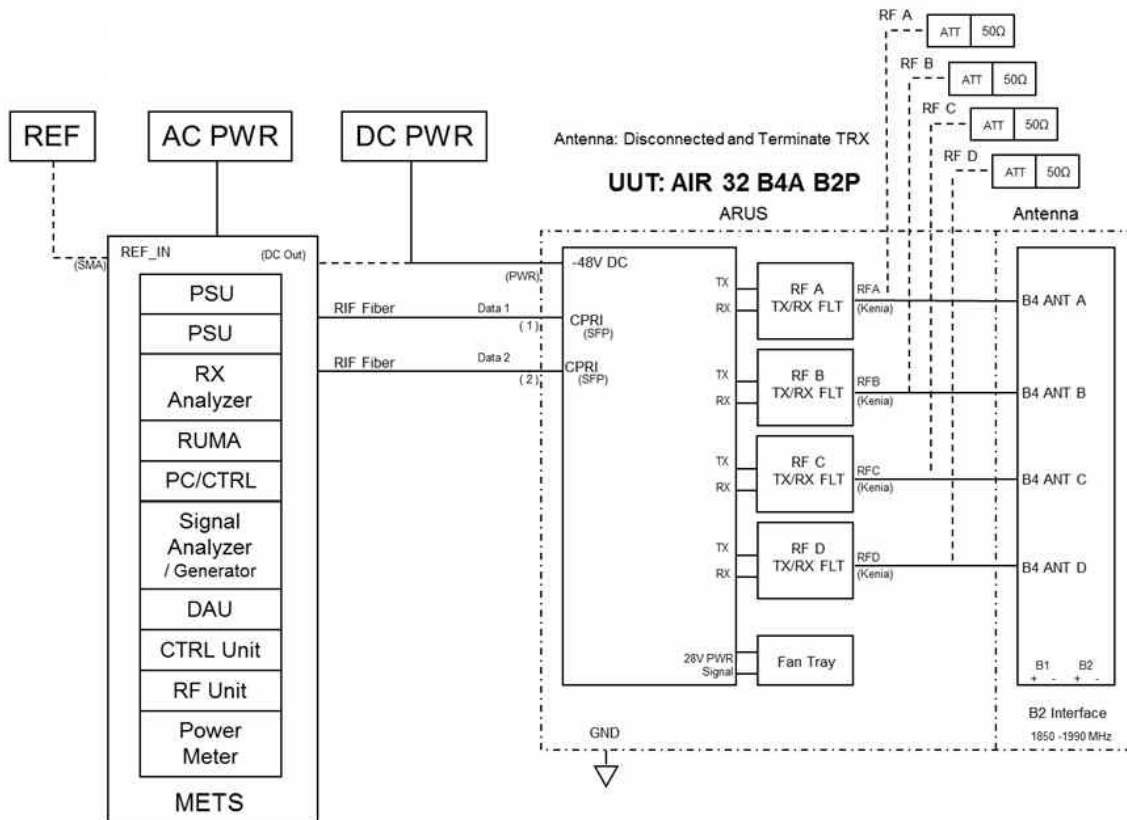 RF A
ATT 50Ω
RF B
ATT 50Ω
RF C
ATT 50Ω
RF D
ATT 50Ω
REF
AC PWR
DC PWR
Antenna: Disconnected and Terminate TRX
UUT: AIR 32 B4A B2P
ARUS
Antenna
REF_IN
(SMA)
(DC Out)
PSU
PSU
RX
Analyzer
RUMA
PC/CTRL
Signal
Analyzer
/ Generator
DAU
CTRL Unit
RF Unit
Power
Meter
METS
(PWR)
-48V DC
RIF Fiber
Data 1
(1)
CPRI
(SFP)
RIF Fiber
Data 2
(2)
CPRI
(SFP)
TX
RX
RF A
TX/RX FLT
RFA
(Kenia)
B4 ANT A
TX
RX
RF B
TX/RX FLT
RFB
(Kenia)
B4 ANT B
TX
RX
RF C
TX/RX FLT
RFC
(Kenia)
B4 ANT C
TX
RX
RF D
TX/RX FLT
RFD
(Kenia)
B4 ANT D
28V PWR
Signal
Fan Tray
B1 B2
+ - + -
B2 Interface
1850 -1990 MHz
GND